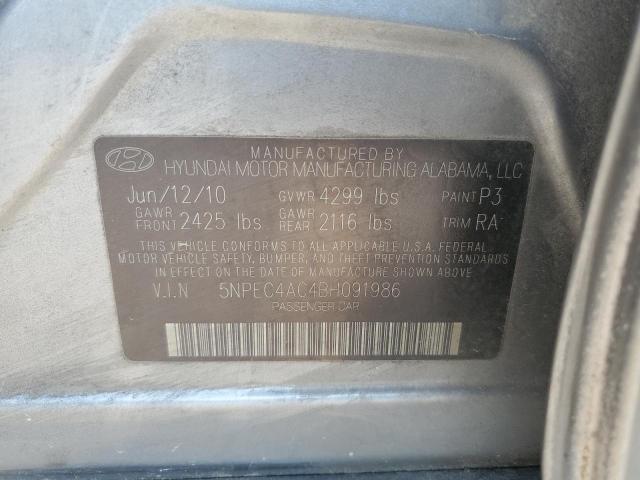 MANUFACTURED BY
HYUNDAI MOTOR MANUFACTURING ALABAMA, LLC
Jun/12/10 GVWR 4299 lbs PAINT P3
GAWR FRONT 2425 lbs GAWR REAR 2116 lbs TRIM RA
THIS VEHICLE CONFORMS TO ALL APPLICABLE U.S.A. FEDERAL
MOTOR VEHICLE SAFETY, BUMPER, AND THEFT PREVENTION STANDARDS
IN EFFECT ON THE DATE OF MANUFACTURE SHOWN ABOVE.
V.I.N 5NPEC4AC4BH091986
PASSENGER CAR